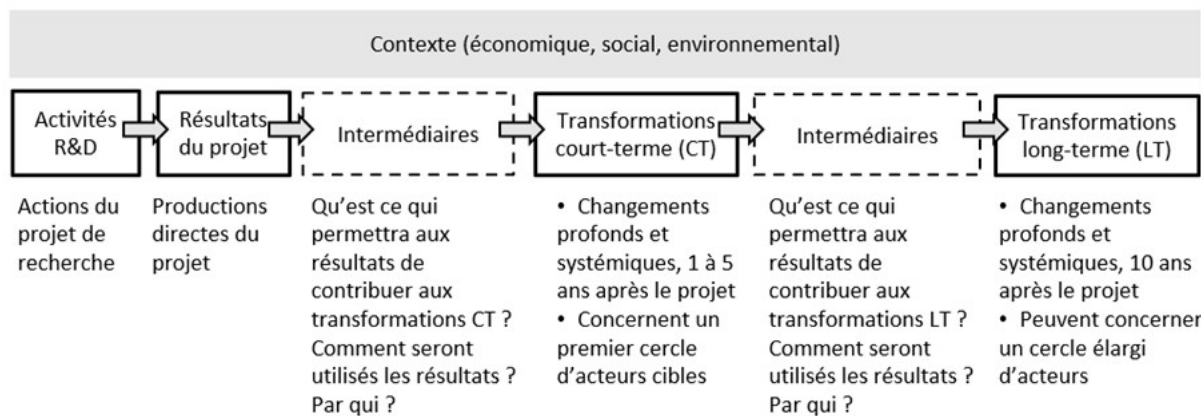 Contexte (économique, social, environnemental)
Activités
R&D
Résultats
du projet
Intermédiaires
Transformations
court-terme (CT)
Intermédiaires
Transformations
long-terme (LT)
Actions du
projet de
recherche
Productions
directes du
projet
Qu’est ce qui
permettra aux
résultats de
contribuer aux
transformations CT ?
Comment seront
utilisés les résultats ?
Par qui ?
• Changements
profonds et
systémiques, 1 à 5
ans après le projet
• Concernent un
premier cercle
d’acteurs cibles
Qu’est ce qui
permettra aux
résultats de
contribuer aux
transformations LT ?
Comment seront
utilisés les résultats ?
Par qui ?
• Changements
profonds et
systémiques, 10 ans
après le projet
• Peuvent concerner
un cercle élargi
d’acteurs